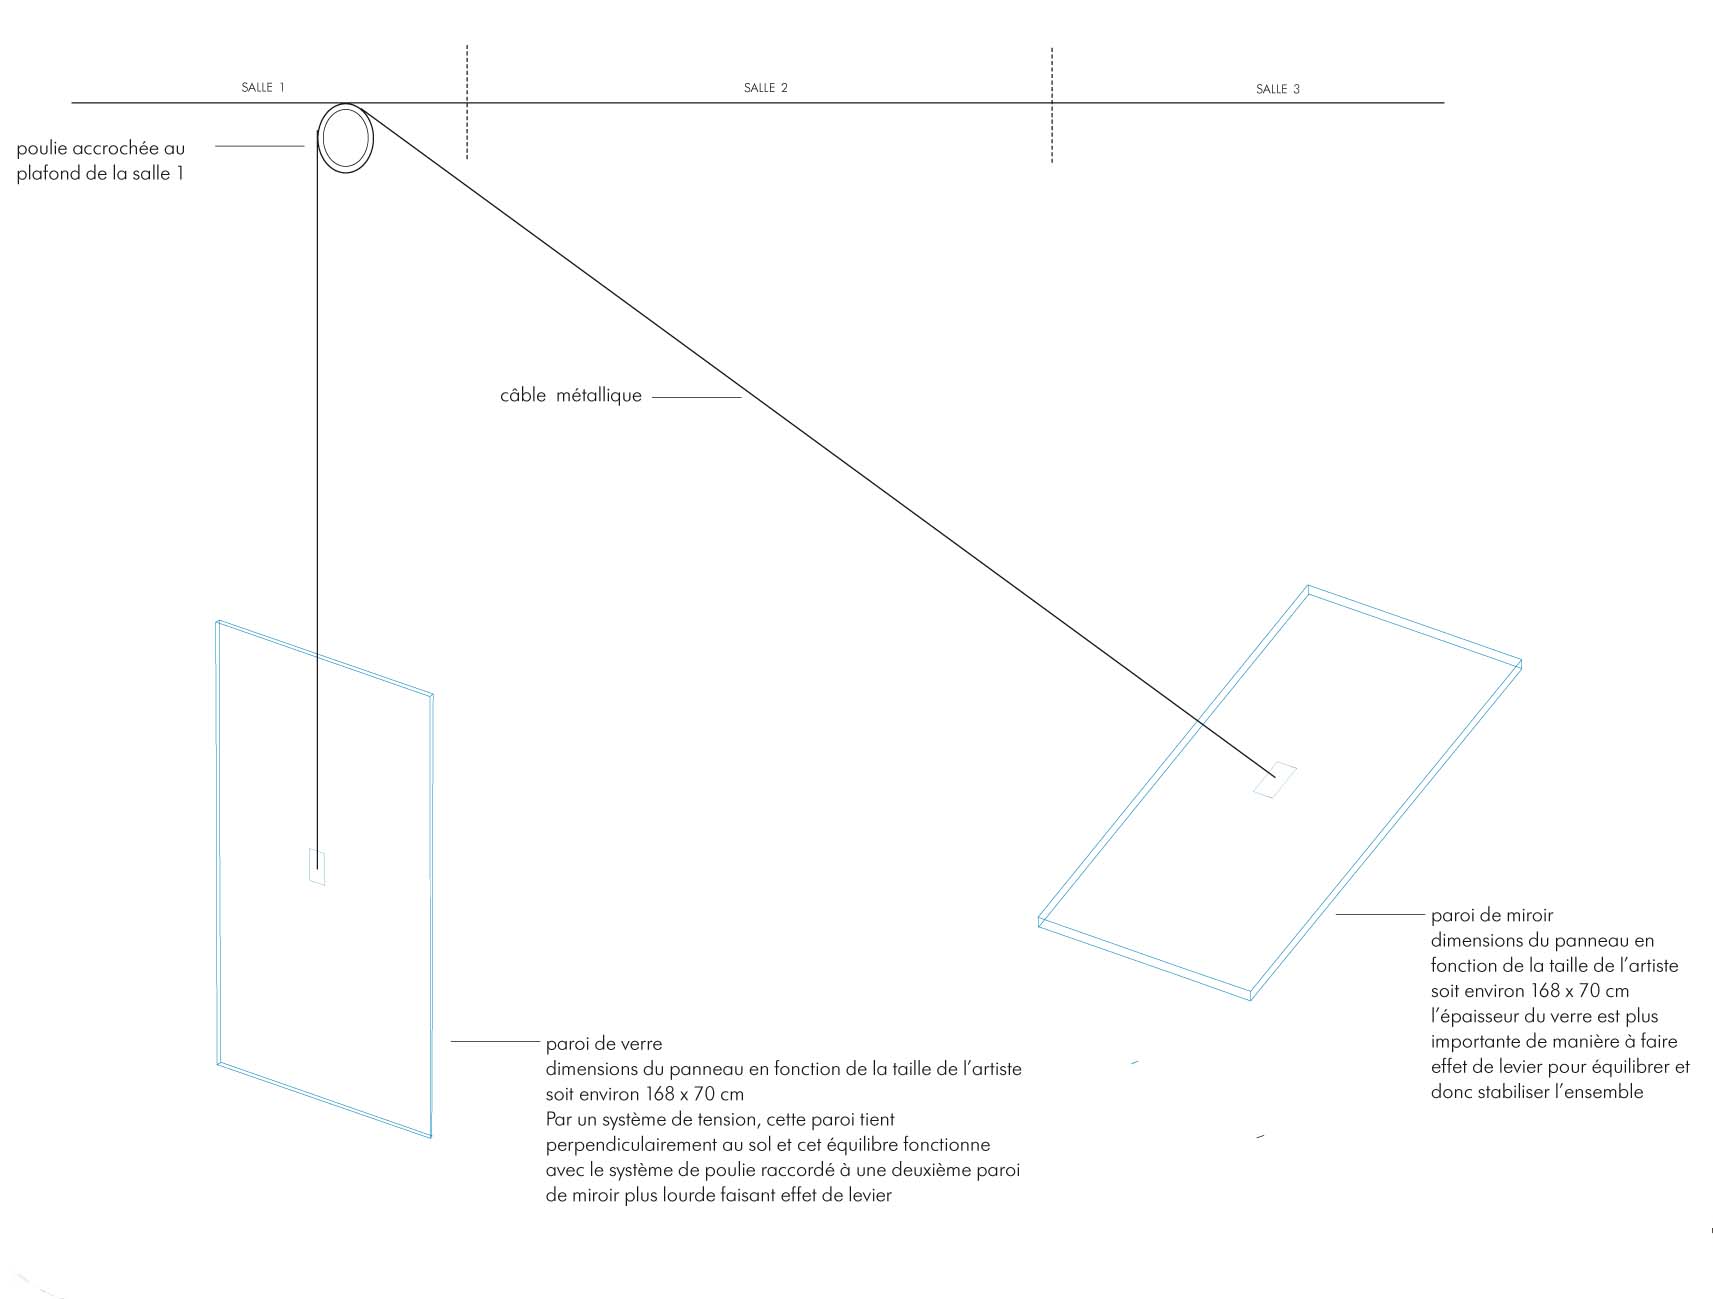 SALLE 1
SALLE 2
SALLE 3
poulie accrochée au
plafond de la salle 1
câble métallique
paroi de miroir
dimensions du panneau en
fonction de la taille de l’artiste
soit environ 168 x 70 cm
l’épaisseur du verre est plus
importante de manière à faire
effet de levier pour équilibrer et
donc stabiliser l’ensemble
paroi de verre
dimensions du panneau en fonction de la taille de l’artiste
soit environ 168 x 70 cm
Par un système de tension, cette paroi tient
perpendiculairement au sol et cet équilibre fonctionne
avec le système de poulie raccordé à une deuxième paroi
de miroir plus lourde faisant effet de levier